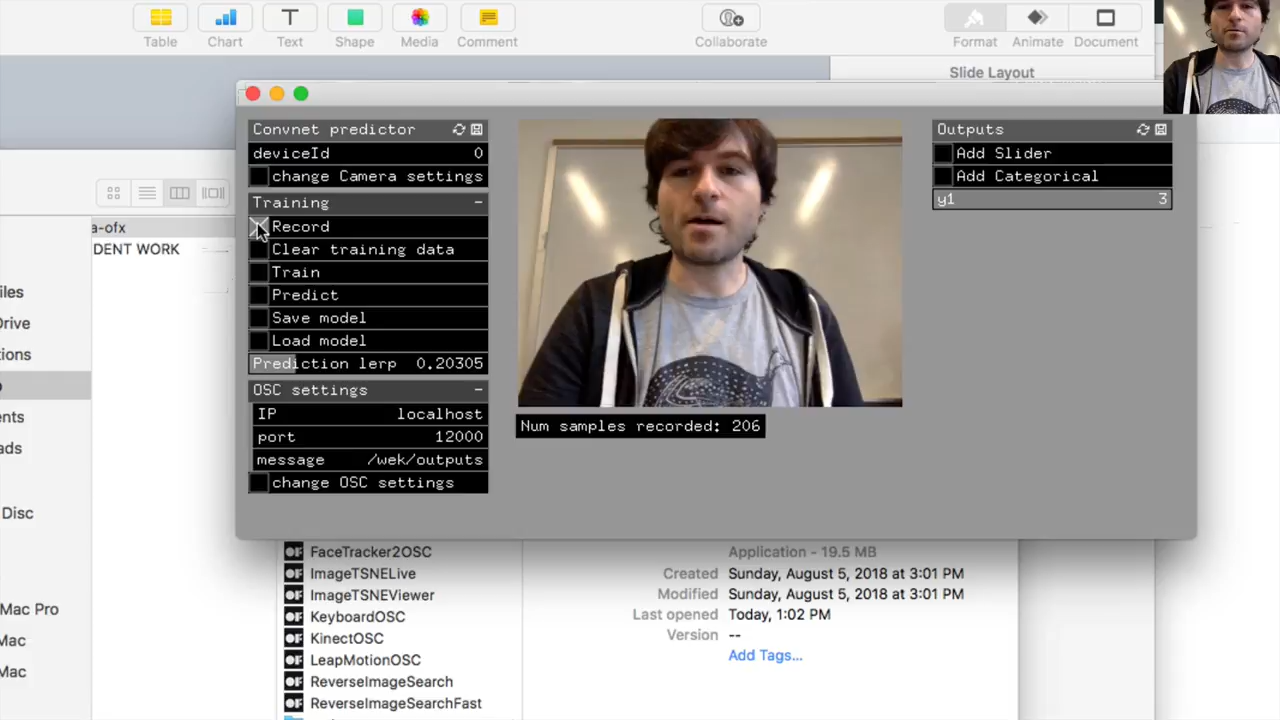 Table
Chart
Text
Shape
Media
Comment
Collaborate
Format
Animate
Document
Slide Layout
Convnet predictor
deviceId 0
change Camera settings
Training -
Record
Clear training data
Train
Predict
Save model
Load model
Prediction lerp 0.20305
OSC settings -
IP localhost
port 12000
message /wek/outputs
change OSC settings
Num samples recorded: 206
Outputs
Add Slider
Add Categorical
y1 3
a-ofx
DENT WORK
iles
Drive
tions
ents
ads
Disc
Mac Pro
Mac
Mac
FaceTracker2OSC
ImageTSNELive
ImageTSNEViewer
KeyboardOSC
KinectOSC
LeapMotionOSC
ReverseImageSearch
ReverseImageSearchFast
Application - 19.5 MB
Created Sunday, August 5, 2018 at 3:01 PM
Modified Sunday, August 5, 2018 at 3:01 PM
Last opened Today, 1:02 PM
Version --
Add Tags...